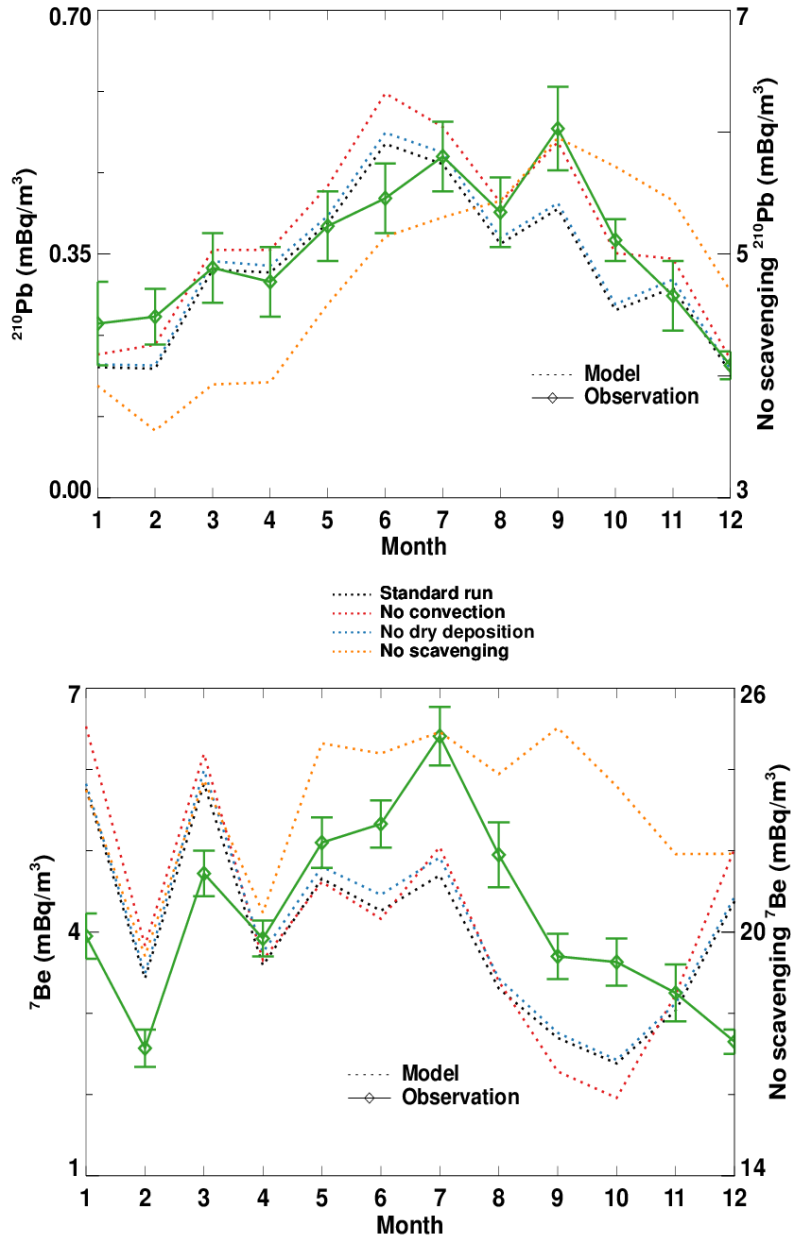 0.70
7
²¹⁰Pb (mBq/m³)
0.35
5
No scavenging ²¹⁰Pb (mBq/m³)
Model
Observation
0.00
3
1 2 3 4 5 6 7 8 9 10 11 12
Month
Standard run
No convection
No dry deposition
No scavenging
7
26
⁷Be (mBq/m³)
4
20
No scavenging ⁷Be (mBq/m³)
Model
Observation
1
14
1 2 3 4 5 6 7 8 9 10 11 12
Month